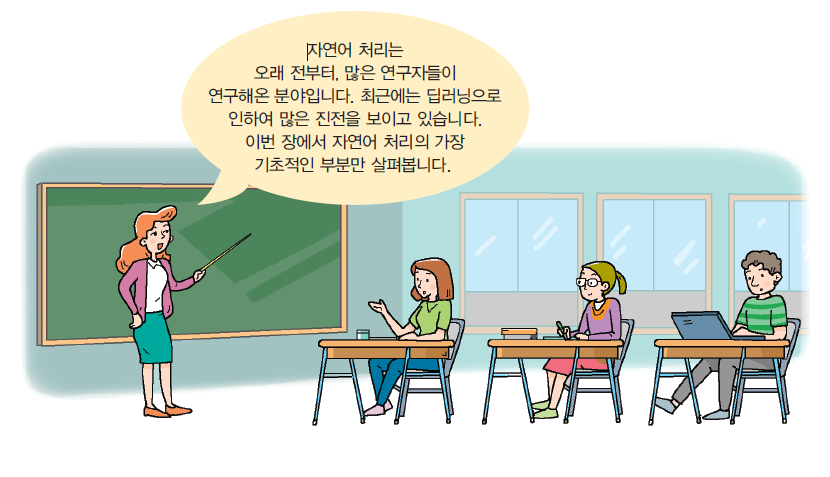 자연어 처리는
오래 전부터, 많은 연구자들이
연구해온 분야입니다. 최근에는 딥러닝으로
인하여 많은 진전을 보이고 있습니다.
이번 장에서 자연어 처리의 가장
기초적인 부분만 살펴봅니다.